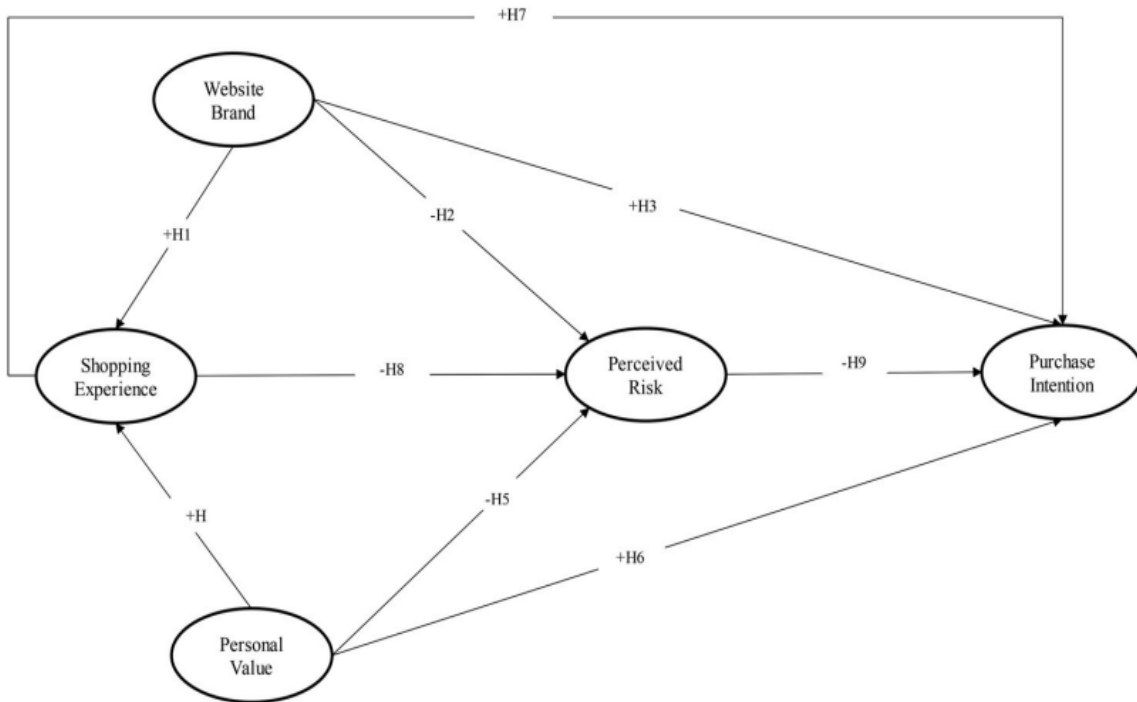 +H7
Website
Brand
+H3
-H2
+H1
Shopping
Experience
-H8
Perceived
Risk
-H9
Purchase
Intention
+H
-H5
+H6
Personal
Value